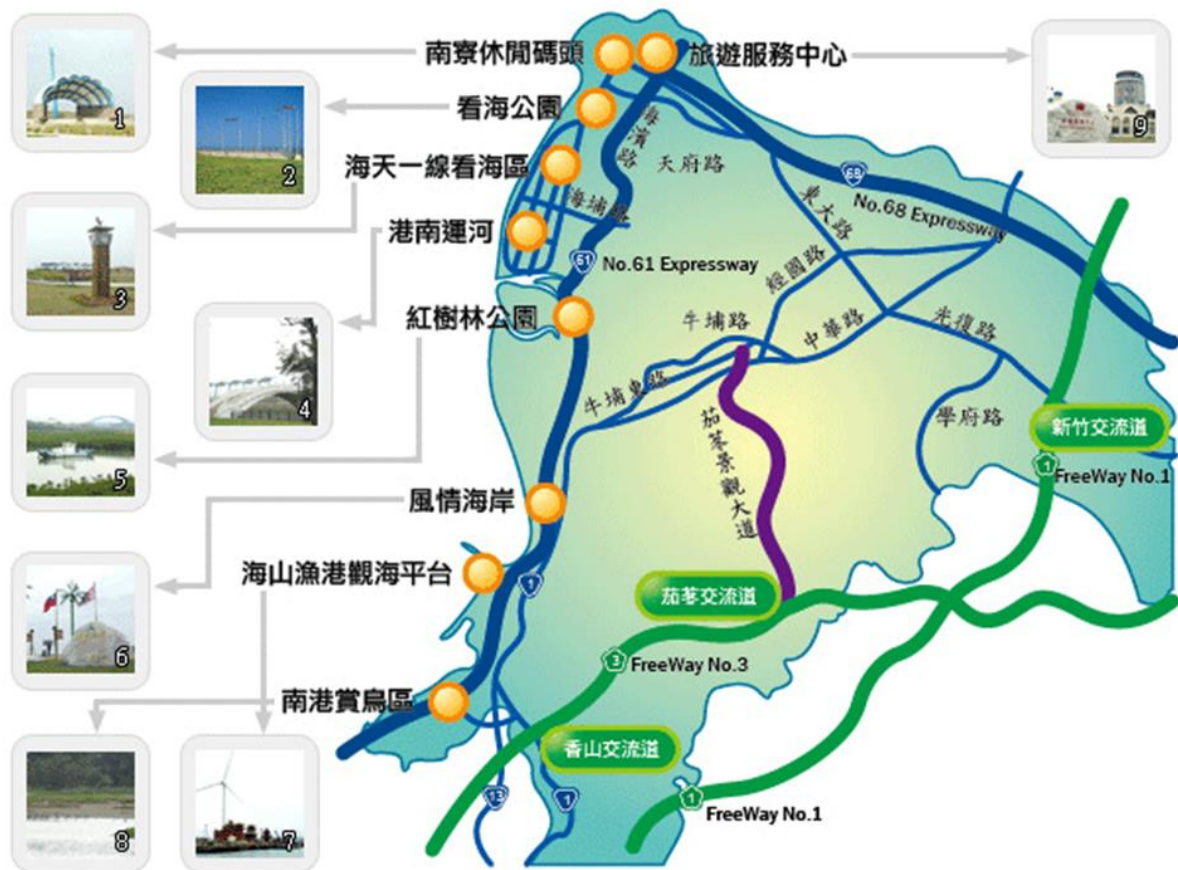 南寮休閒碼頭
旅遊服務中心
1
看海公園
2
9
海濱路
天府路
海天一線看海區
68
No.68 Expressway
東大路
海埔路
3
港南運河
61
No.61 Expressway
經國路
紅樹林公園
牛埔路
中華路
光復路
4
牛埔東路
茄苳景觀大道
學府路
新竹交流道
1
FreeWay No.1
5
風情海岸
海山漁港觀海平台
1
茄苳交流道
6
3
FreeWay No.3
南港賞鳥區
香山交流道
13
1
1
FreeWay No.1
8
7